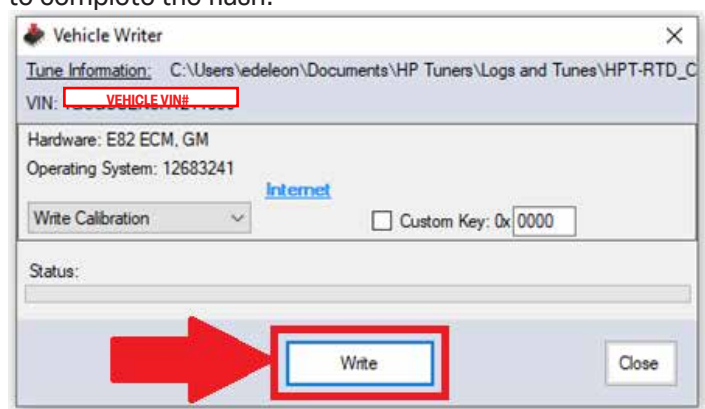 to complete the flash.
Vehicle Writer
Tune Information: C:\Users\edeleon\Documents\HP Tuners\Logs and Tunes\HPT-RTD_C
VIN: VEHICLE VIN#
Hardware: E82 ECM, GM
Operating System: 12683241
Internet
Write Calibration
Custom Key: 0x 0000
Status:
Write
Close